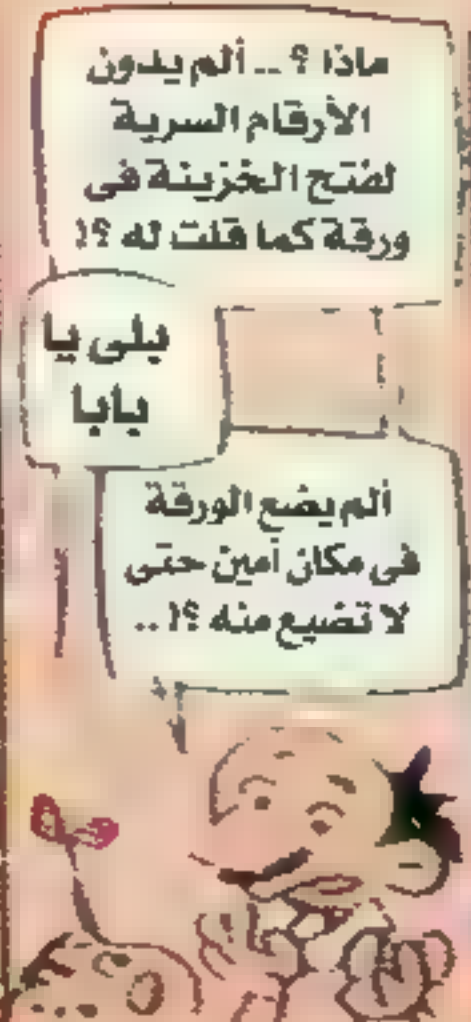 ماذا ؟ .. ألم يدون
الأرقام السرية
لفتح الخزينة فى
ورقة كما قلت له ؟!
بلى يا
بابا
ألم يضع الورقة
فى مكان أمين حتى
لا تضيع منه ؟! ..